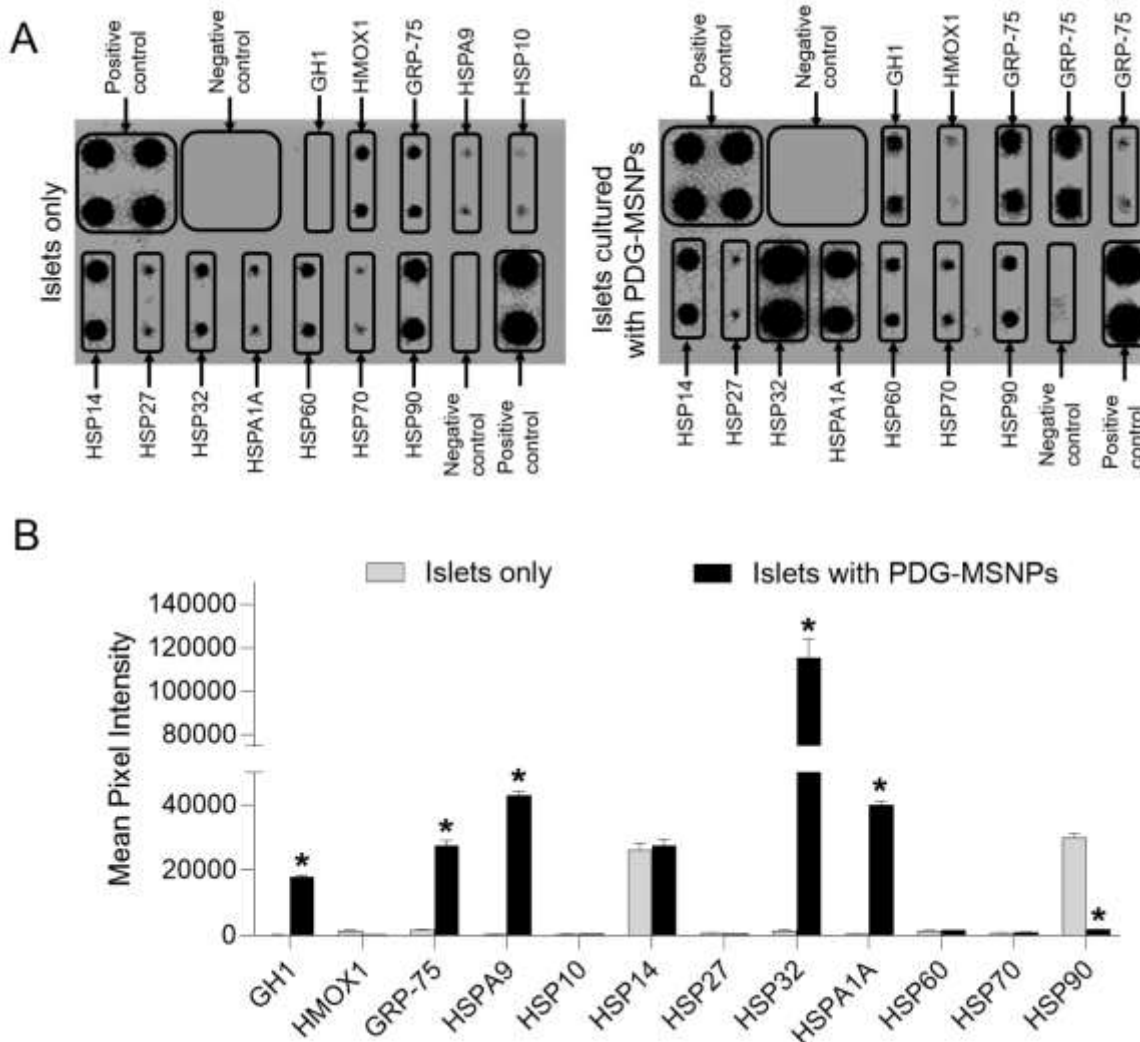 A
Positive
control
Negative
control
GH1
HMOX1
GRP-75
HSPA9
HSP10
Islets only
HSP14
HSP27
HSP32
HSPA1A
HSP60
HSP70
HSP90
Negative
control
Positive
control
Positive
control
Negative
control
GH1
HMOX1
GRP-75
GRP-75
GRP-75
Islets cultured
with PDG-MSNPs
HSP14
HSP27
HSP32
HSPA1A
HSP60
HSP70
HSP90
Negative
control
Positive
control
B
Islets only
Islets with PDG-MSNPs
Mean Pixel Intensity
140000
120000
100000
80000
40000
20000
0
*
*
*
*
*
*
GH1
HMOX1
GRP-75
HSPA9
HSP10
HSP14
HSP27
HSP32
HSPA1A
HSP60
HSP70
HSP90